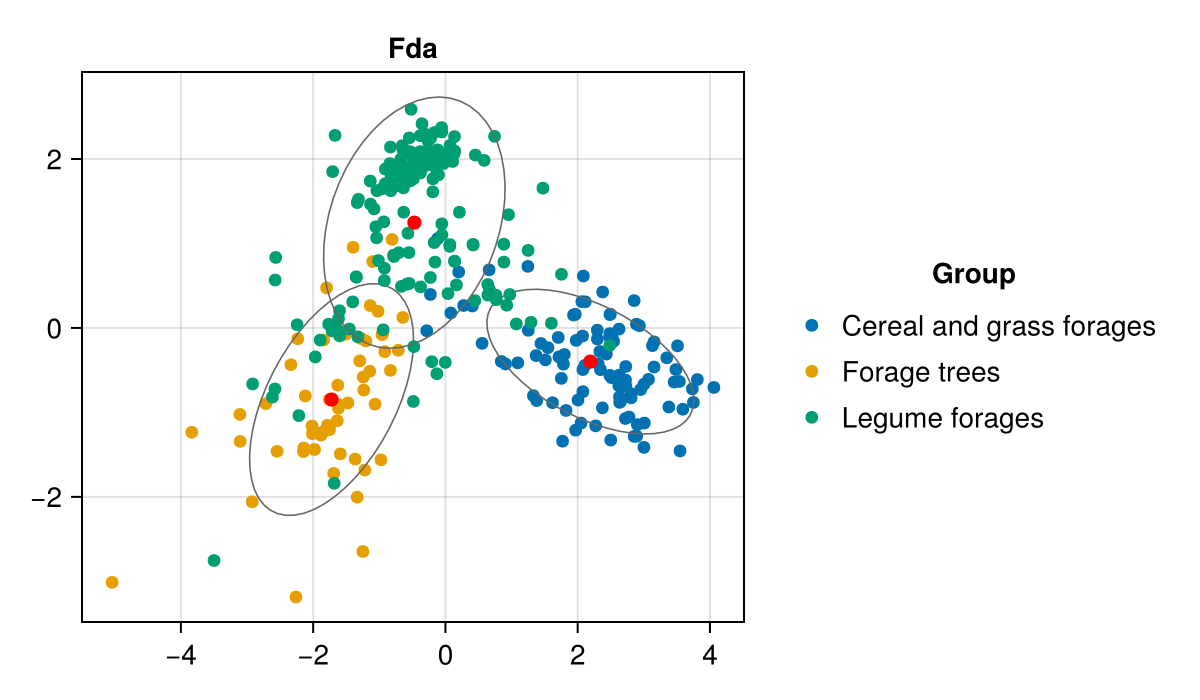 Fda
2
0
−2
−4
−2
0
2
4
Group
Cereal and grass forages
Forage trees
Legume forages